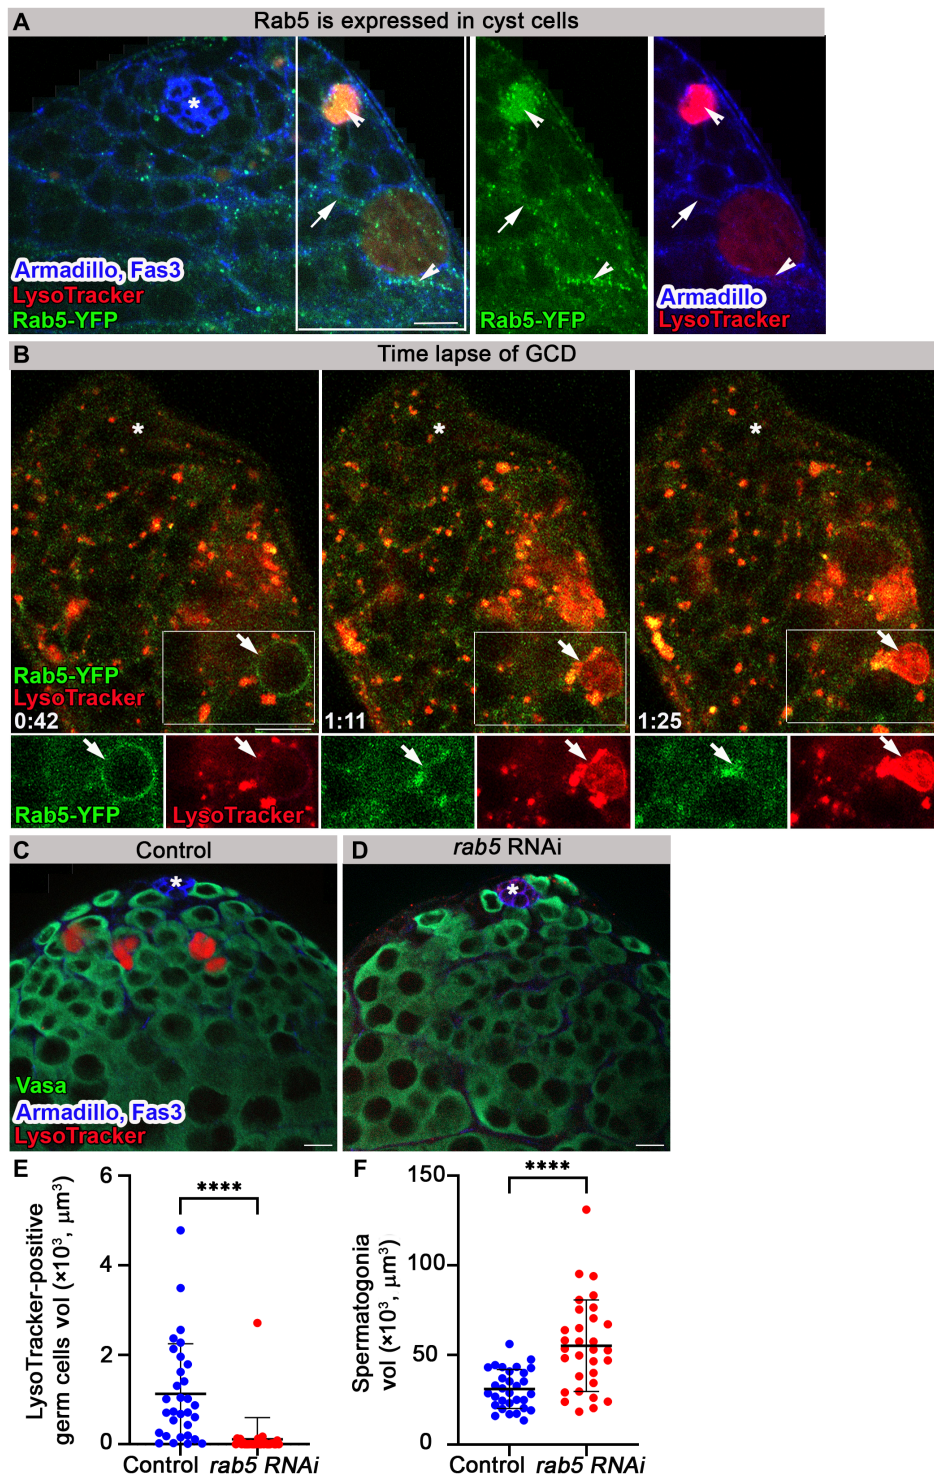 A Rab5 is expressed in cyst cells
*
Armadillo, Fas3
LysoTracker
Rab5-YFP
Rab5-YFP
Armadillo
LysoTracker
B Time lapse of GCD
* * *
Rab5-YFP
LysoTracker
0:42 1:11 1:25
Rab5-YFP LysoTracker
C Control
D rab5 RNAi
* *
Vasa
Armadillo, Fas3
LysoTracker
E
LysoTracker-positive
germ cells vol (×10³, μm³)
6
4
2
0
****
Control rab5 RNAi
F
Spermatogonia
vol (×10³, μm³)
150
100
50
0
****
Control rab5 RNAi